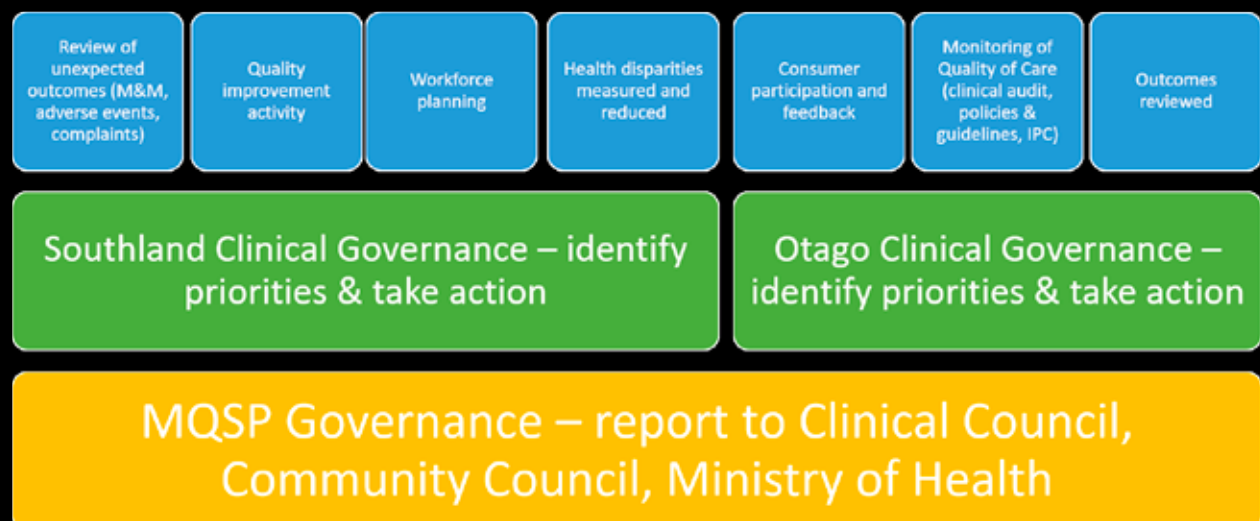 Review of
unexpected
outcomes (M&M,
adverse events,
complaints)
Quality
improvement
activity
Workforce
planning
Health disparities
measured and
reduced
Consumer
participation and
feedback
Monitoring of
Quality of Care
(clinical audit,
policies &
guidelines, IPC)
Outcomes
reviewed
Southland Clinical Governance – identify
priorities & take action
Otago Clinical Governance –
identify priorities & take action
MQSP Governance – report to Clinical Council,
Community Council, Ministry of Health